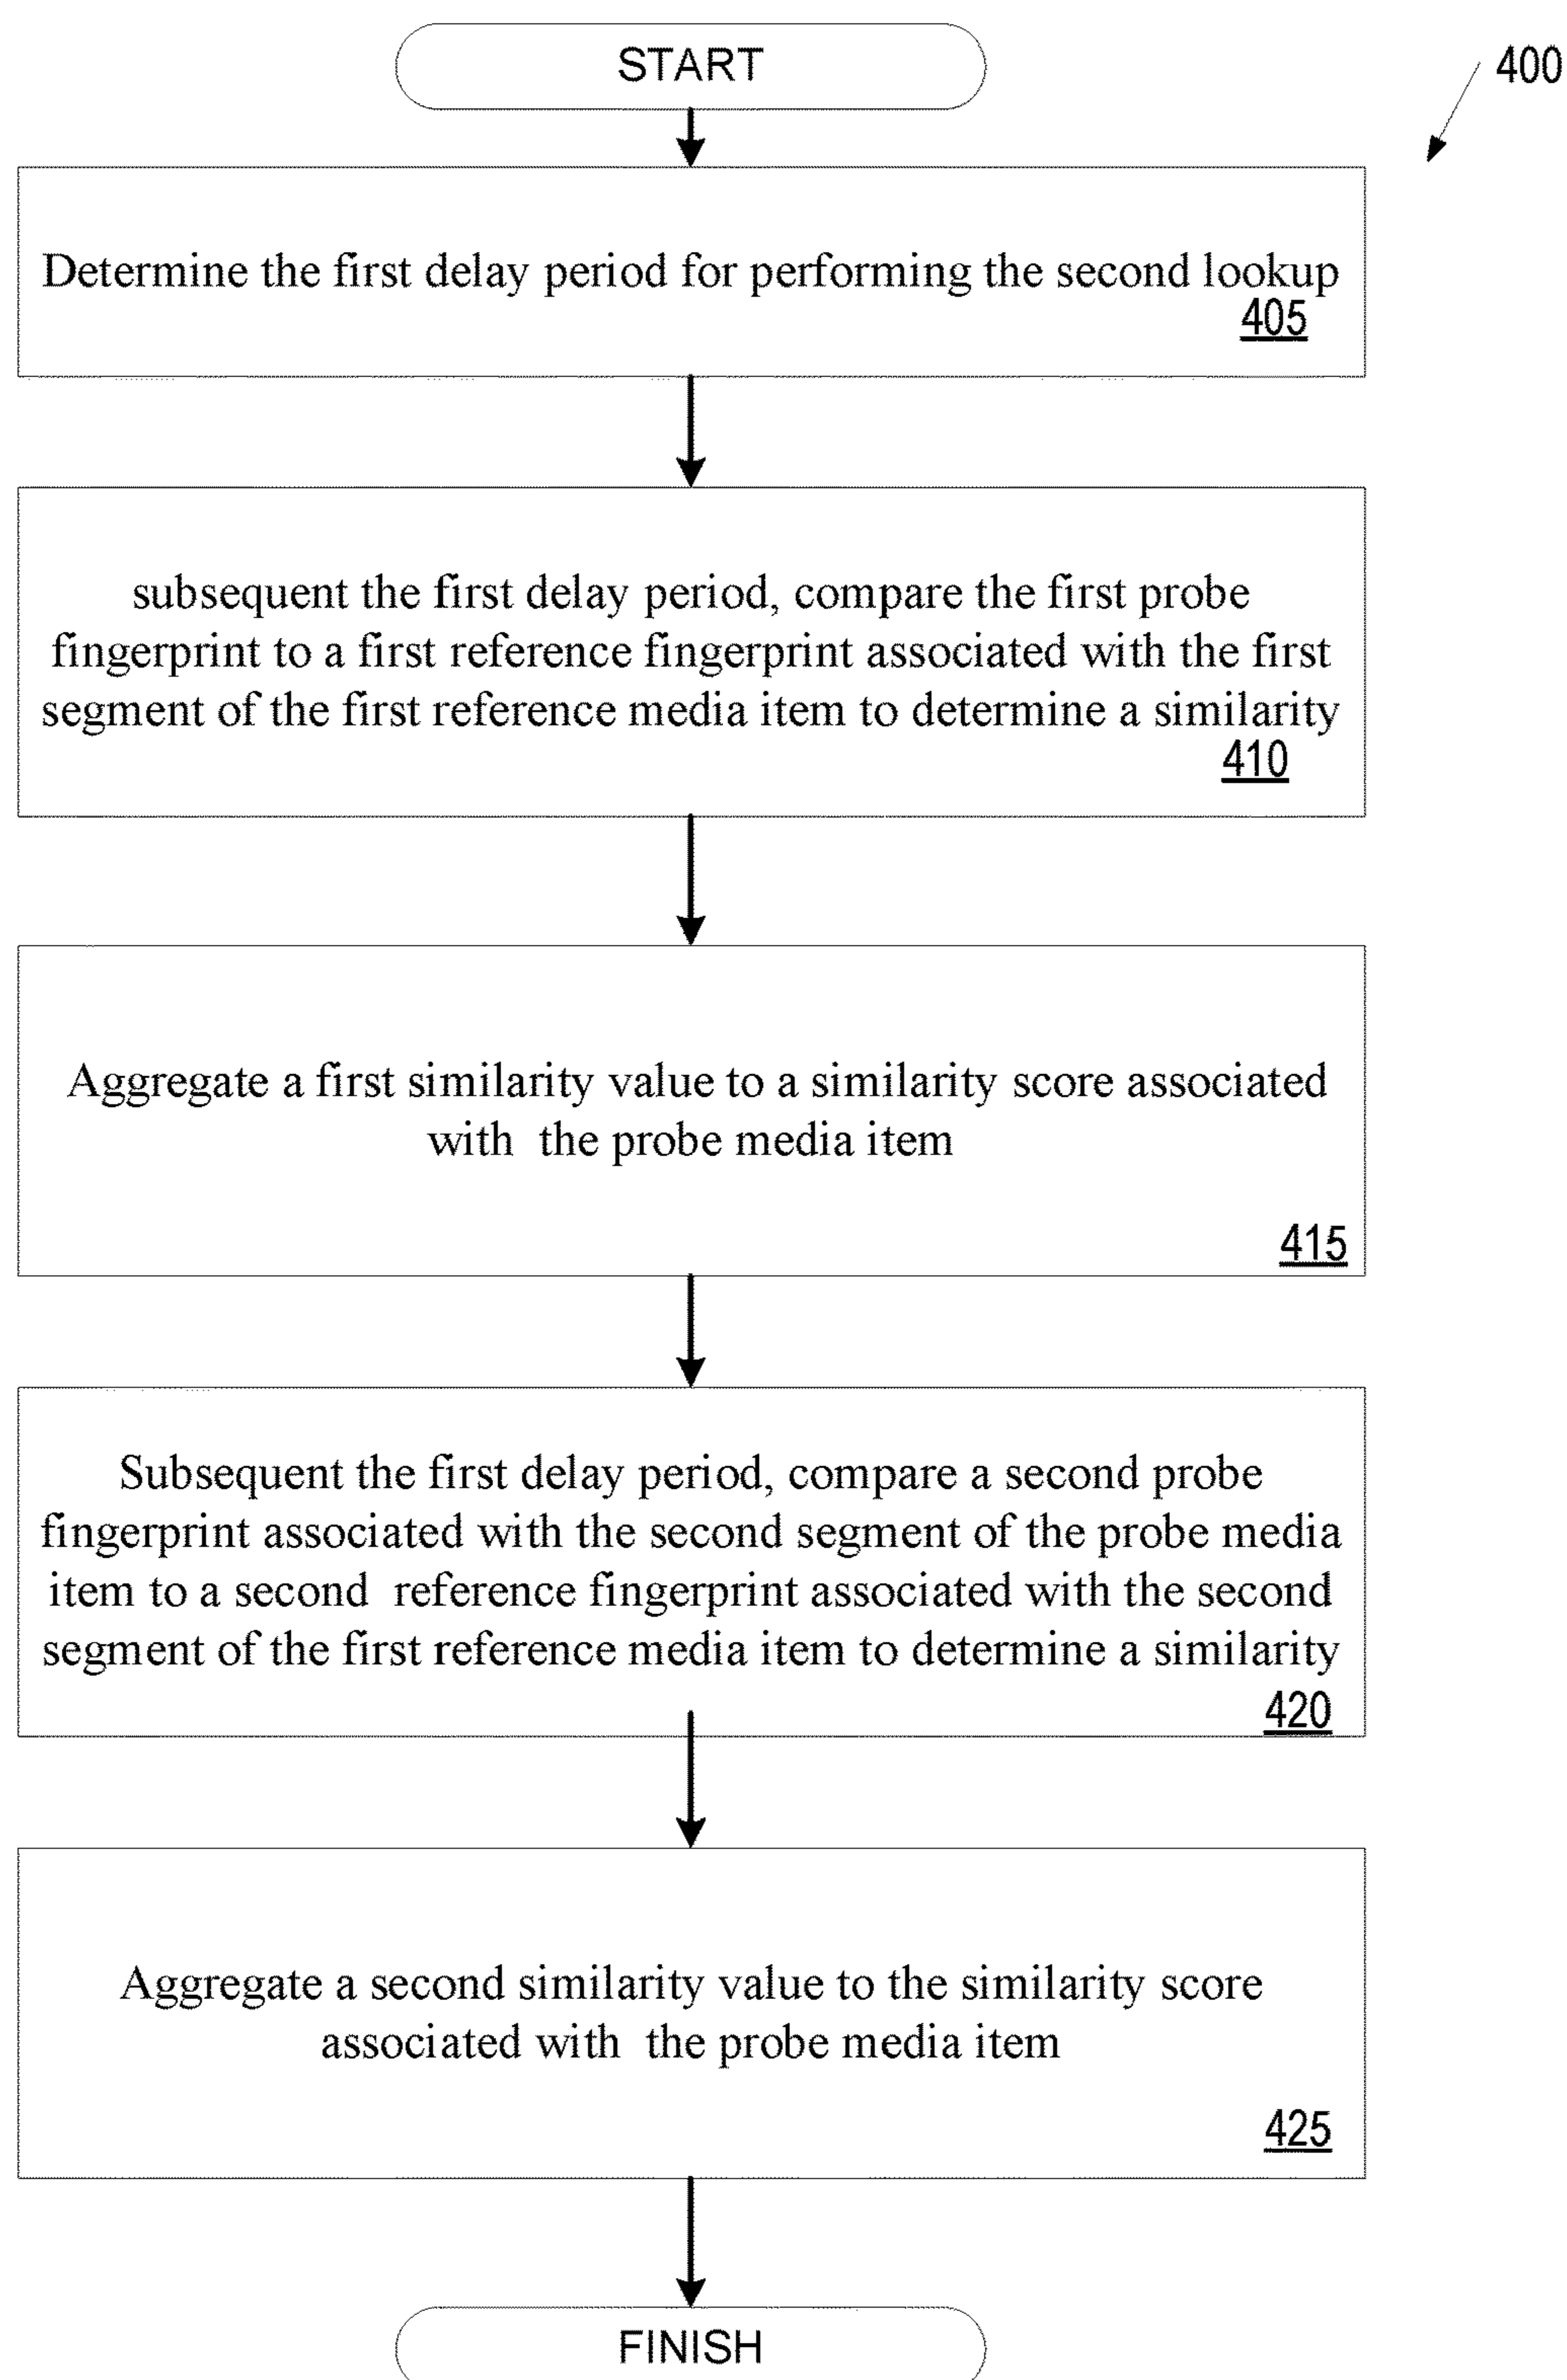 START
400
Determine the first delay period for performing the second lookup
405
subsequent the first delay period, compare the first probe
fingerprint to a first reference fingerprint associated with the first
segment of the first reference media item to determine a similarity
410
Aggregate a first similarity value to a similarity score associated
with the probe media item
415
Subsequent the first delay period, compare a second probe
fingerprint associated with the second segment of the probe media
item to a second reference fingerprint associated with the second
segment of the first reference media item to determine a similarity
420
Aggregate a second similarity value to the similarity score
associated with the probe media item
425
FINISH